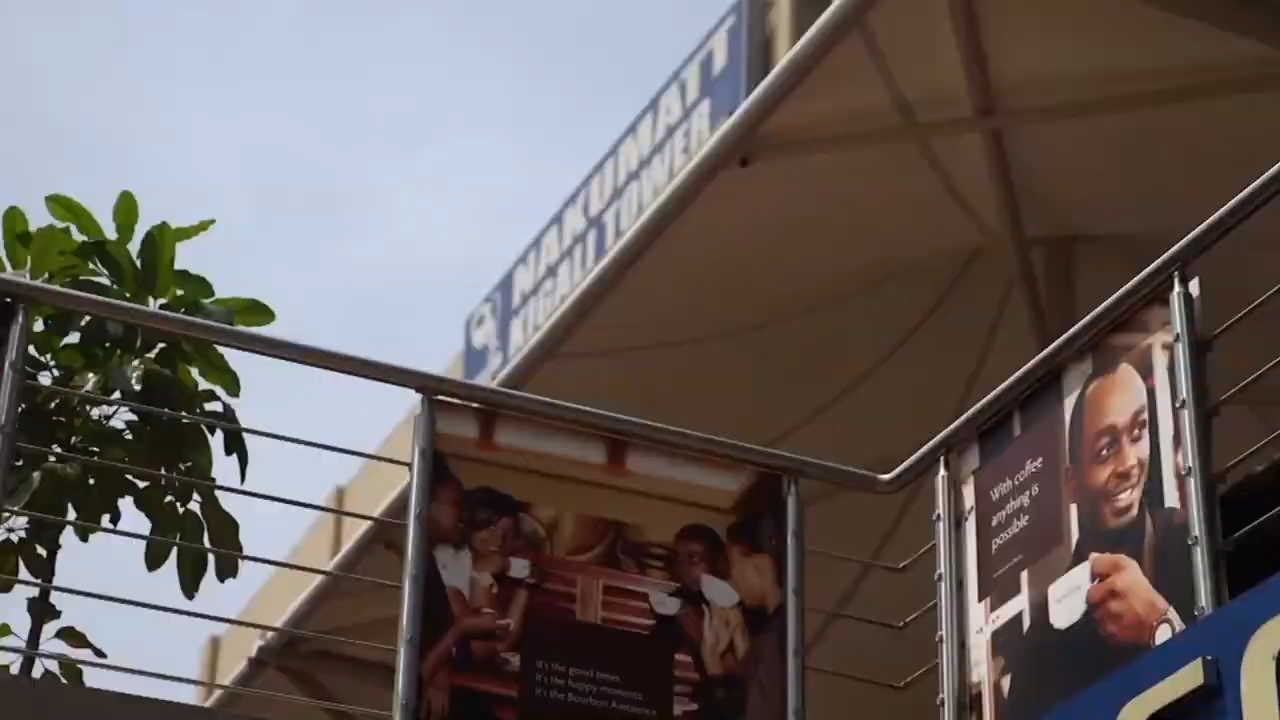 NAKUMATT
KIGALI TOWER
With coffee
anything is
possible
It's the good times,
It's the happy moments,
It's the Bourbon Ambiance